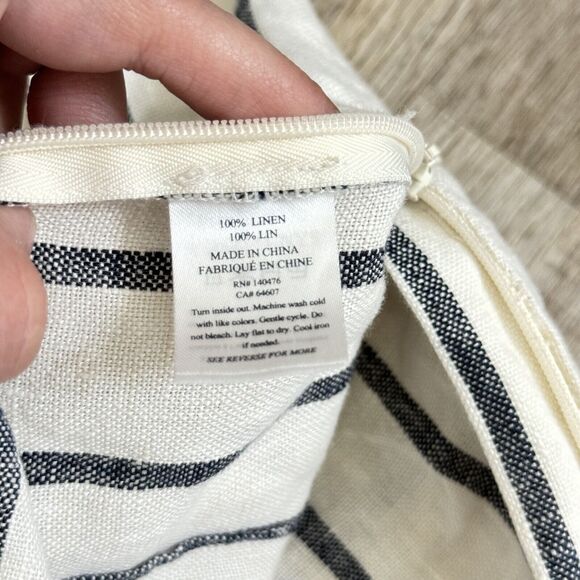 100% LINEN
100% LIN
MADE IN CHINA
FABRIQUÉ EN CHINE
RN# 140476
CA# 64607
Turn inside out. Machine wash cold
with like colors. Gentle cycle. Do
not bleach. Lay flat to dry. Cool iron
if needed.
SEE REVERSE FOR MORE